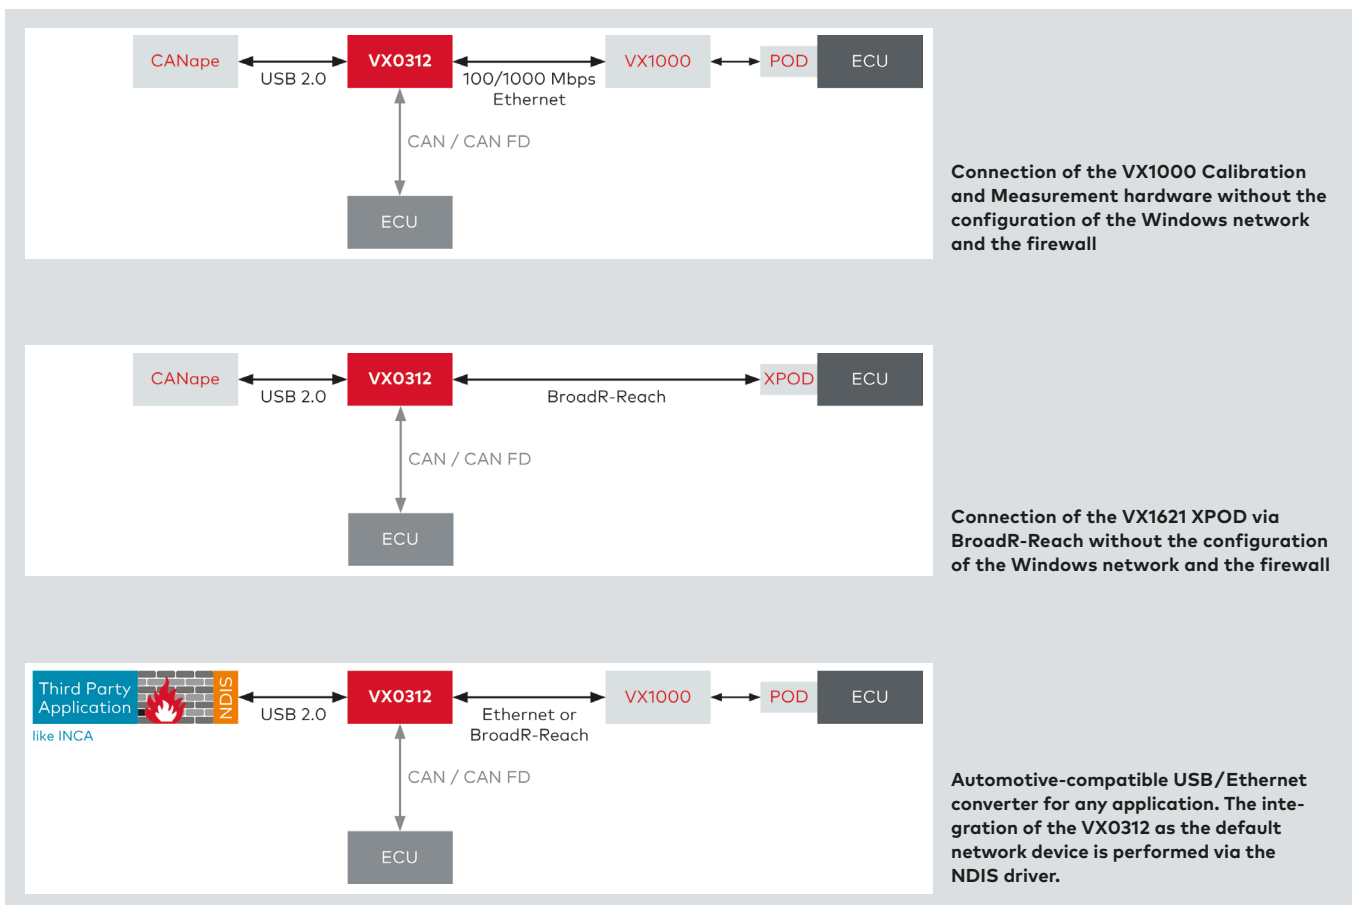 CANape
USB 2.0
VX0312
100/1000 Mbps
Ethernet
VX1000
POD
ECU
CAN / CAN FD
ECU
Connection of the VX1000 Calibration
and Measurement hardware without the
configuration of the Windows network
and the firewall
CANape
USB 2.0
VX0312
BroadR-Reach
XPOD
ECU
CAN / CAN FD
ECU
Connection of the VX1621 XPOD via
BroadR-Reach without the configuration
of the Windows network and the firewall
Third Party
Application
like INCA
NDIS
USB 2.0
VX0312
Ethernet or
BroadR-Reach
VX1000
POD
ECU
CAN / CAN FD
ECU
Automotive-compatible USB/Ethernet
converter for any application. The inte-
gration of the VX0312 as the default
network device is performed via the
NDIS driver.